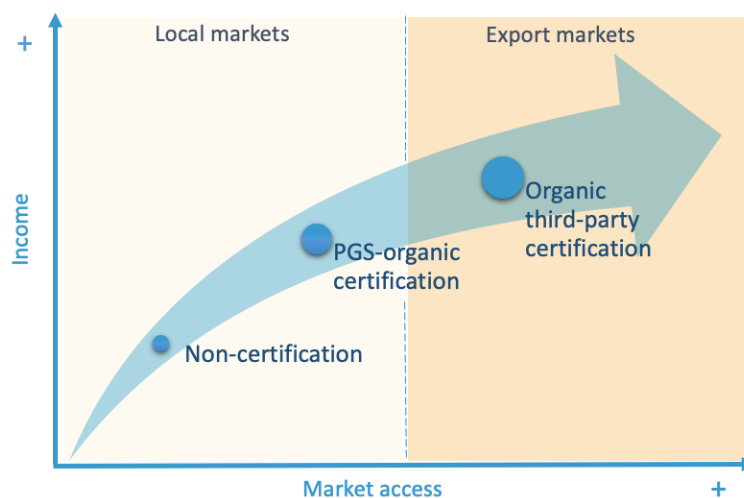 Local markets
Export markets
+
Income
Organic
third-party
certification
PGS-organic
certification
Non-certification
Market access
+